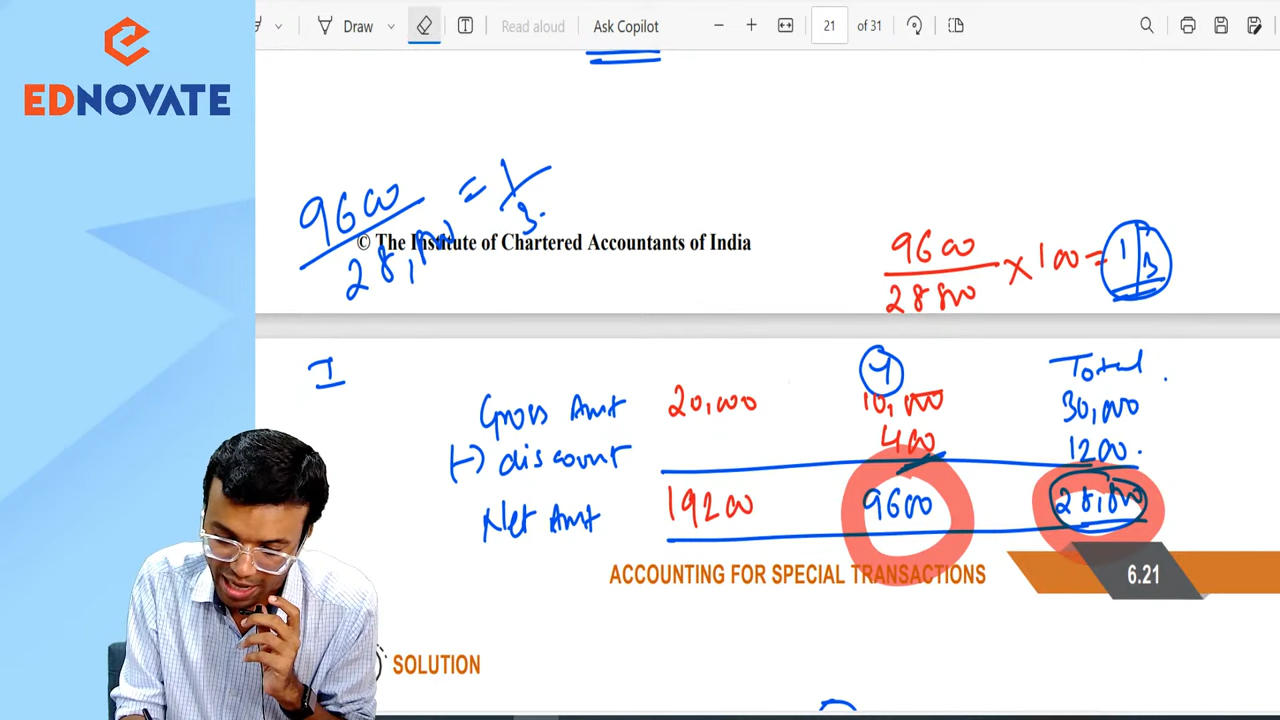 EDNOVATE
Draw
Read aloud
Ask Copilot
21 of 31
9600
28,800
= 1/3.
© The Institute of Chartered Accountants of India
9600
2880
× 100 = 1/3
I
4
Total
Gross Amt 20,000 10,000 30,000
(-) discount 400 1200.
Net Amt 19200 9600 28,800
ACCOUNTING FOR SPECIAL TRANSACTIONS 6.21
SOLUTION